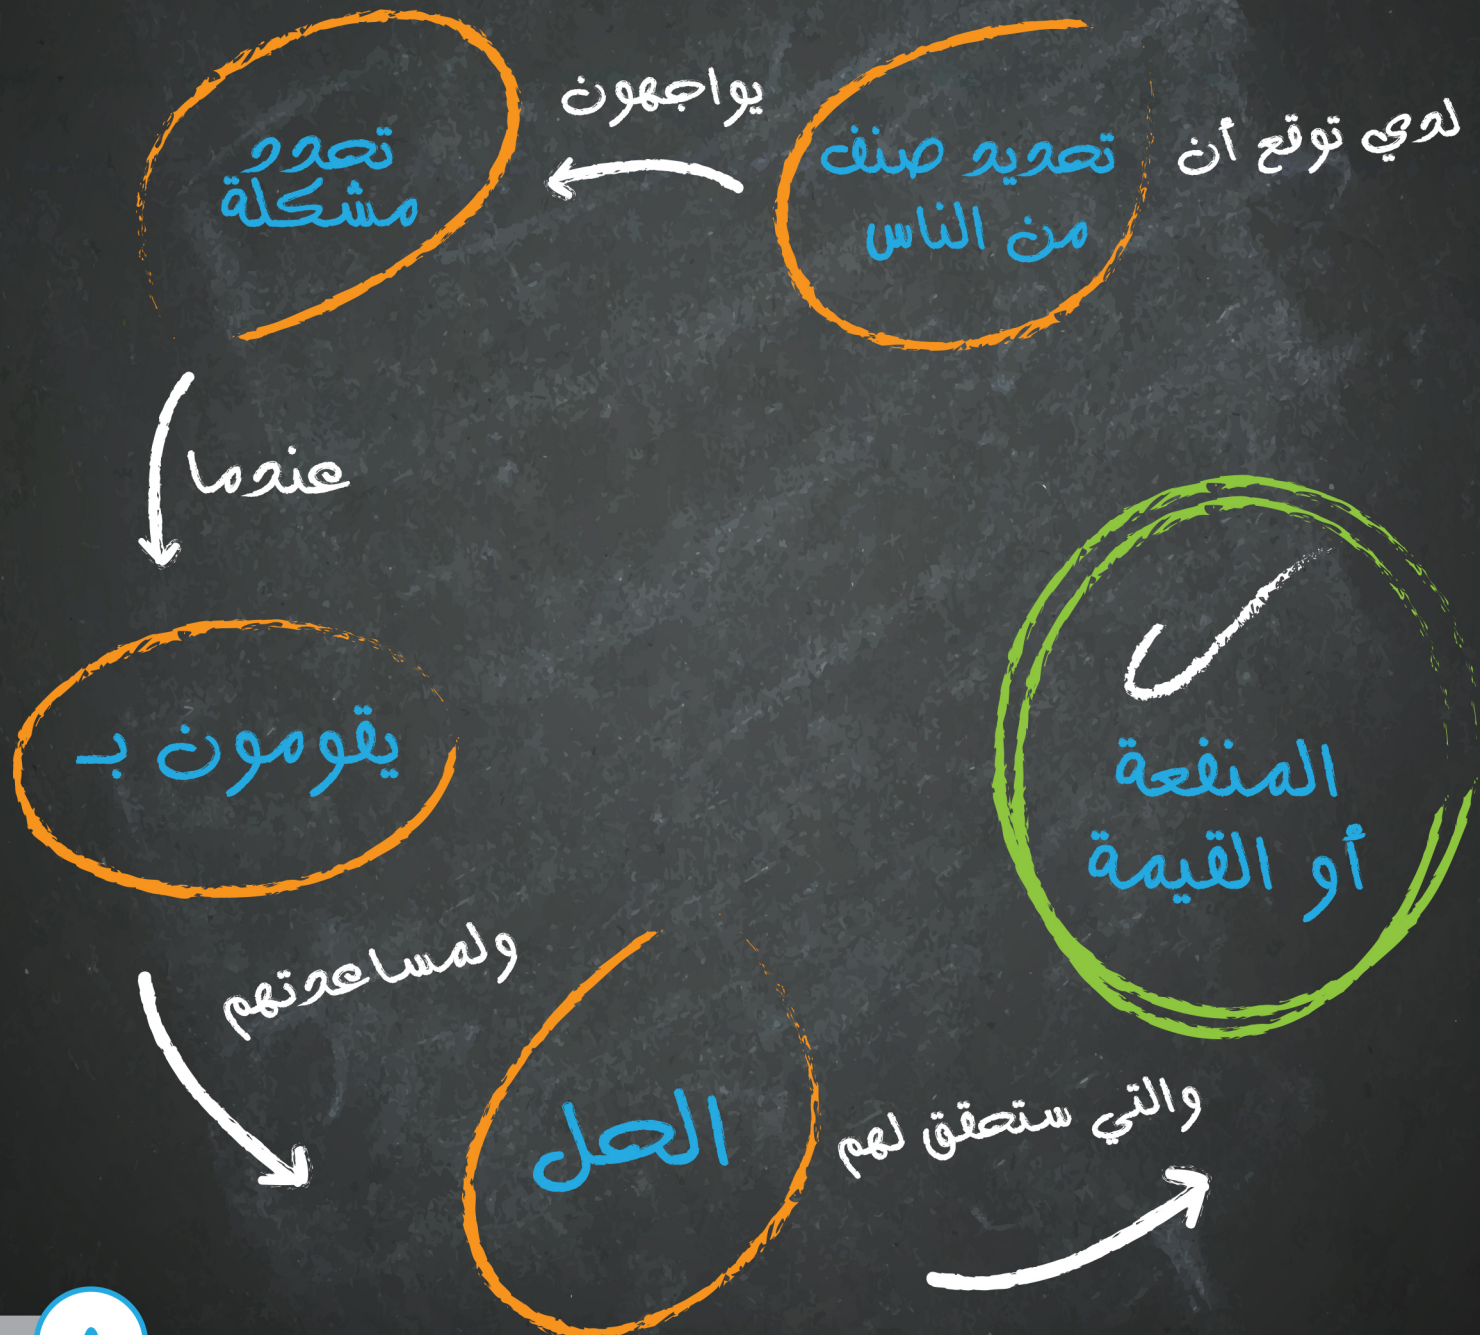 لدي توقع أن
تحديد صنف
من الناس
يواجهون
تحدد
مشكلة
عندما
يقومون بـ
ولمساعدتهم
الحل
والتي ستحقق لهم
المنفعة
أو القيمة